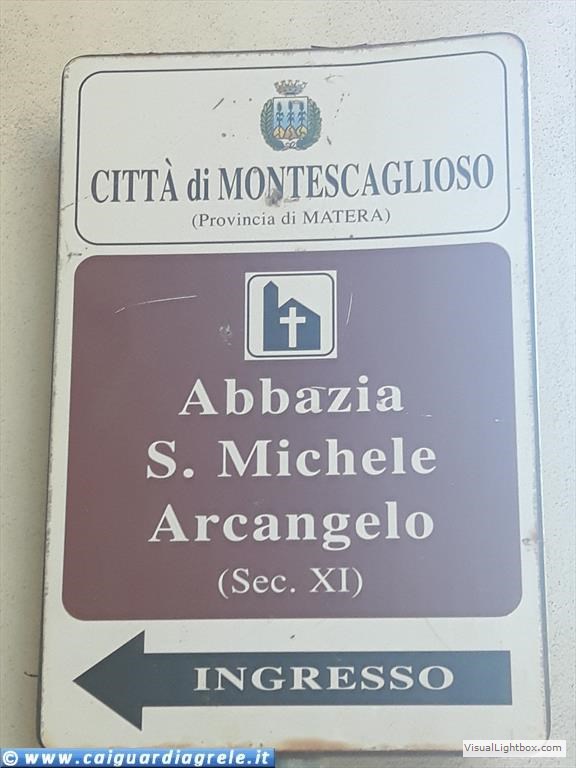 CITTÀ di MONTESCAGLIOSO
(Provincia di MATERA)
Abbazia
S. Michele
Arcangelo
(Sec. XI)
INGRESSO
© www.caiguardiagrele.it
VisualLightbox.com